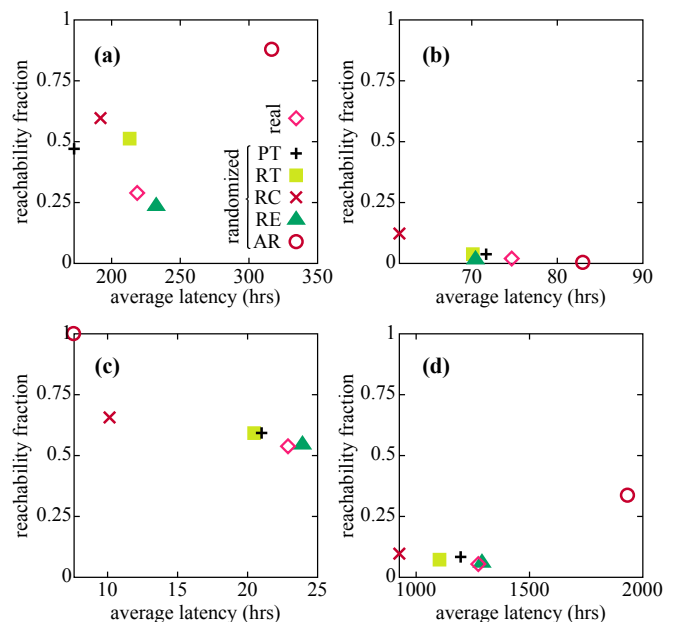 (a)
reachability fraction
1
0.75
0.5
0.25
0
200 250 300 350
average latency (hrs)
real
randomized
PT
RT
RC
RE
AR
(b)
reachability fraction
1
0.75
0.5
0.25
0
70 80 90
average latency (hrs)
(c)
reachability fraction
1
0.75
0.5
0.25
0
10 15 20 25
average latency (hrs)
(d)
reachability fraction
1
0.75
0.5
0.25
0
1000 1500 2000
average latency (hrs)